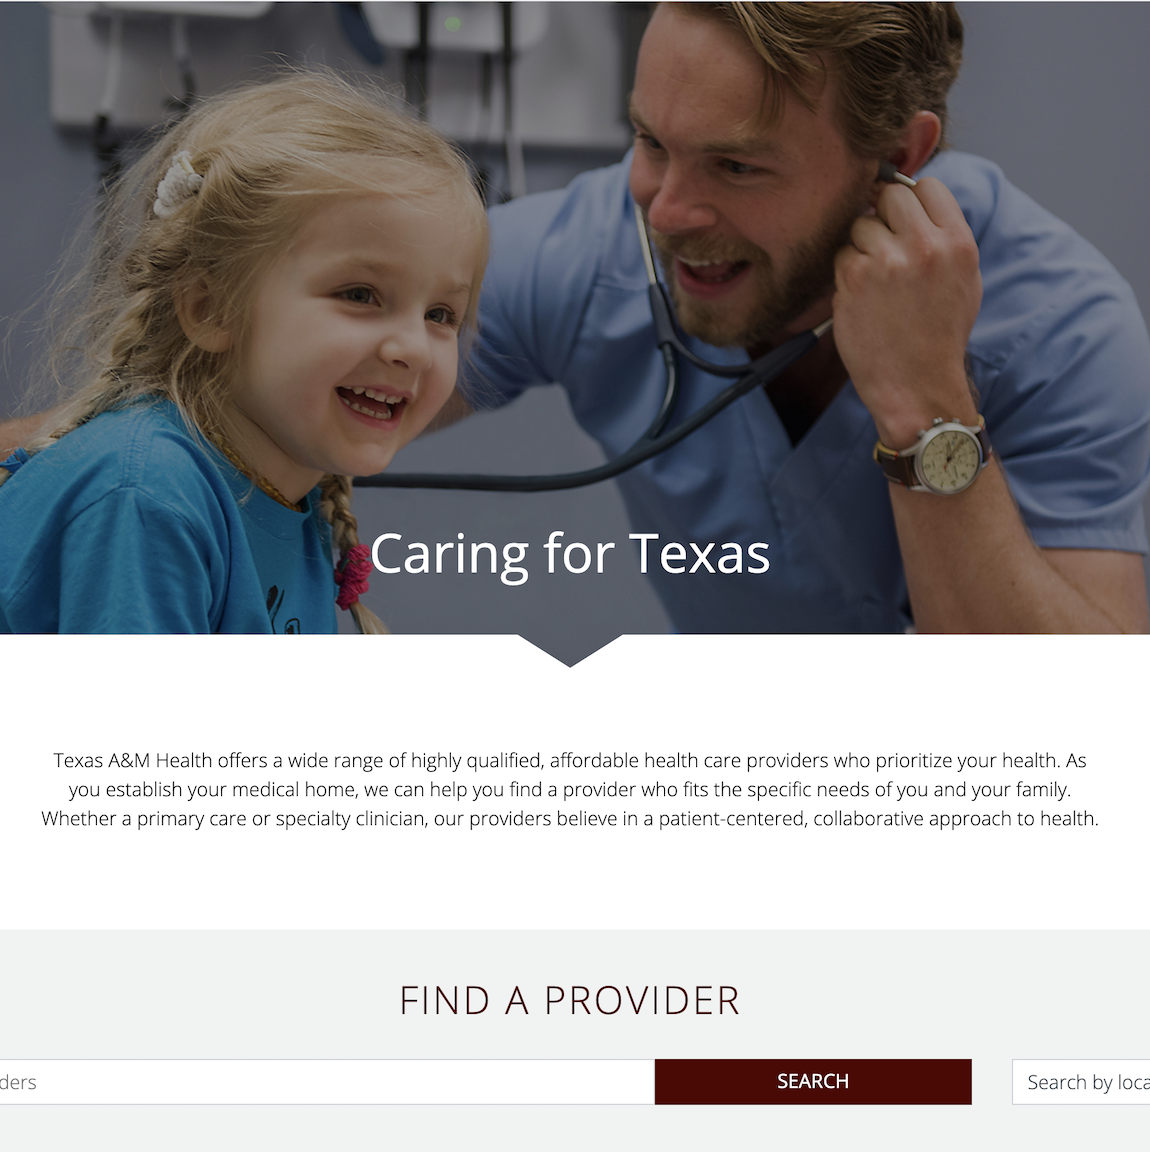 Caring for Texas
Texas A&M Health offers a wide range of highly qualified, affordable health care providers who prioritize your health. As
you establish your medical home, we can help you find a provider who fits the specific needs of you and your family.
Whether a primary care or specialty clinician, our providers believe in a patient-centered, collaborative approach to health.
FIND A PROVIDER
ders SEARCH Search by loca